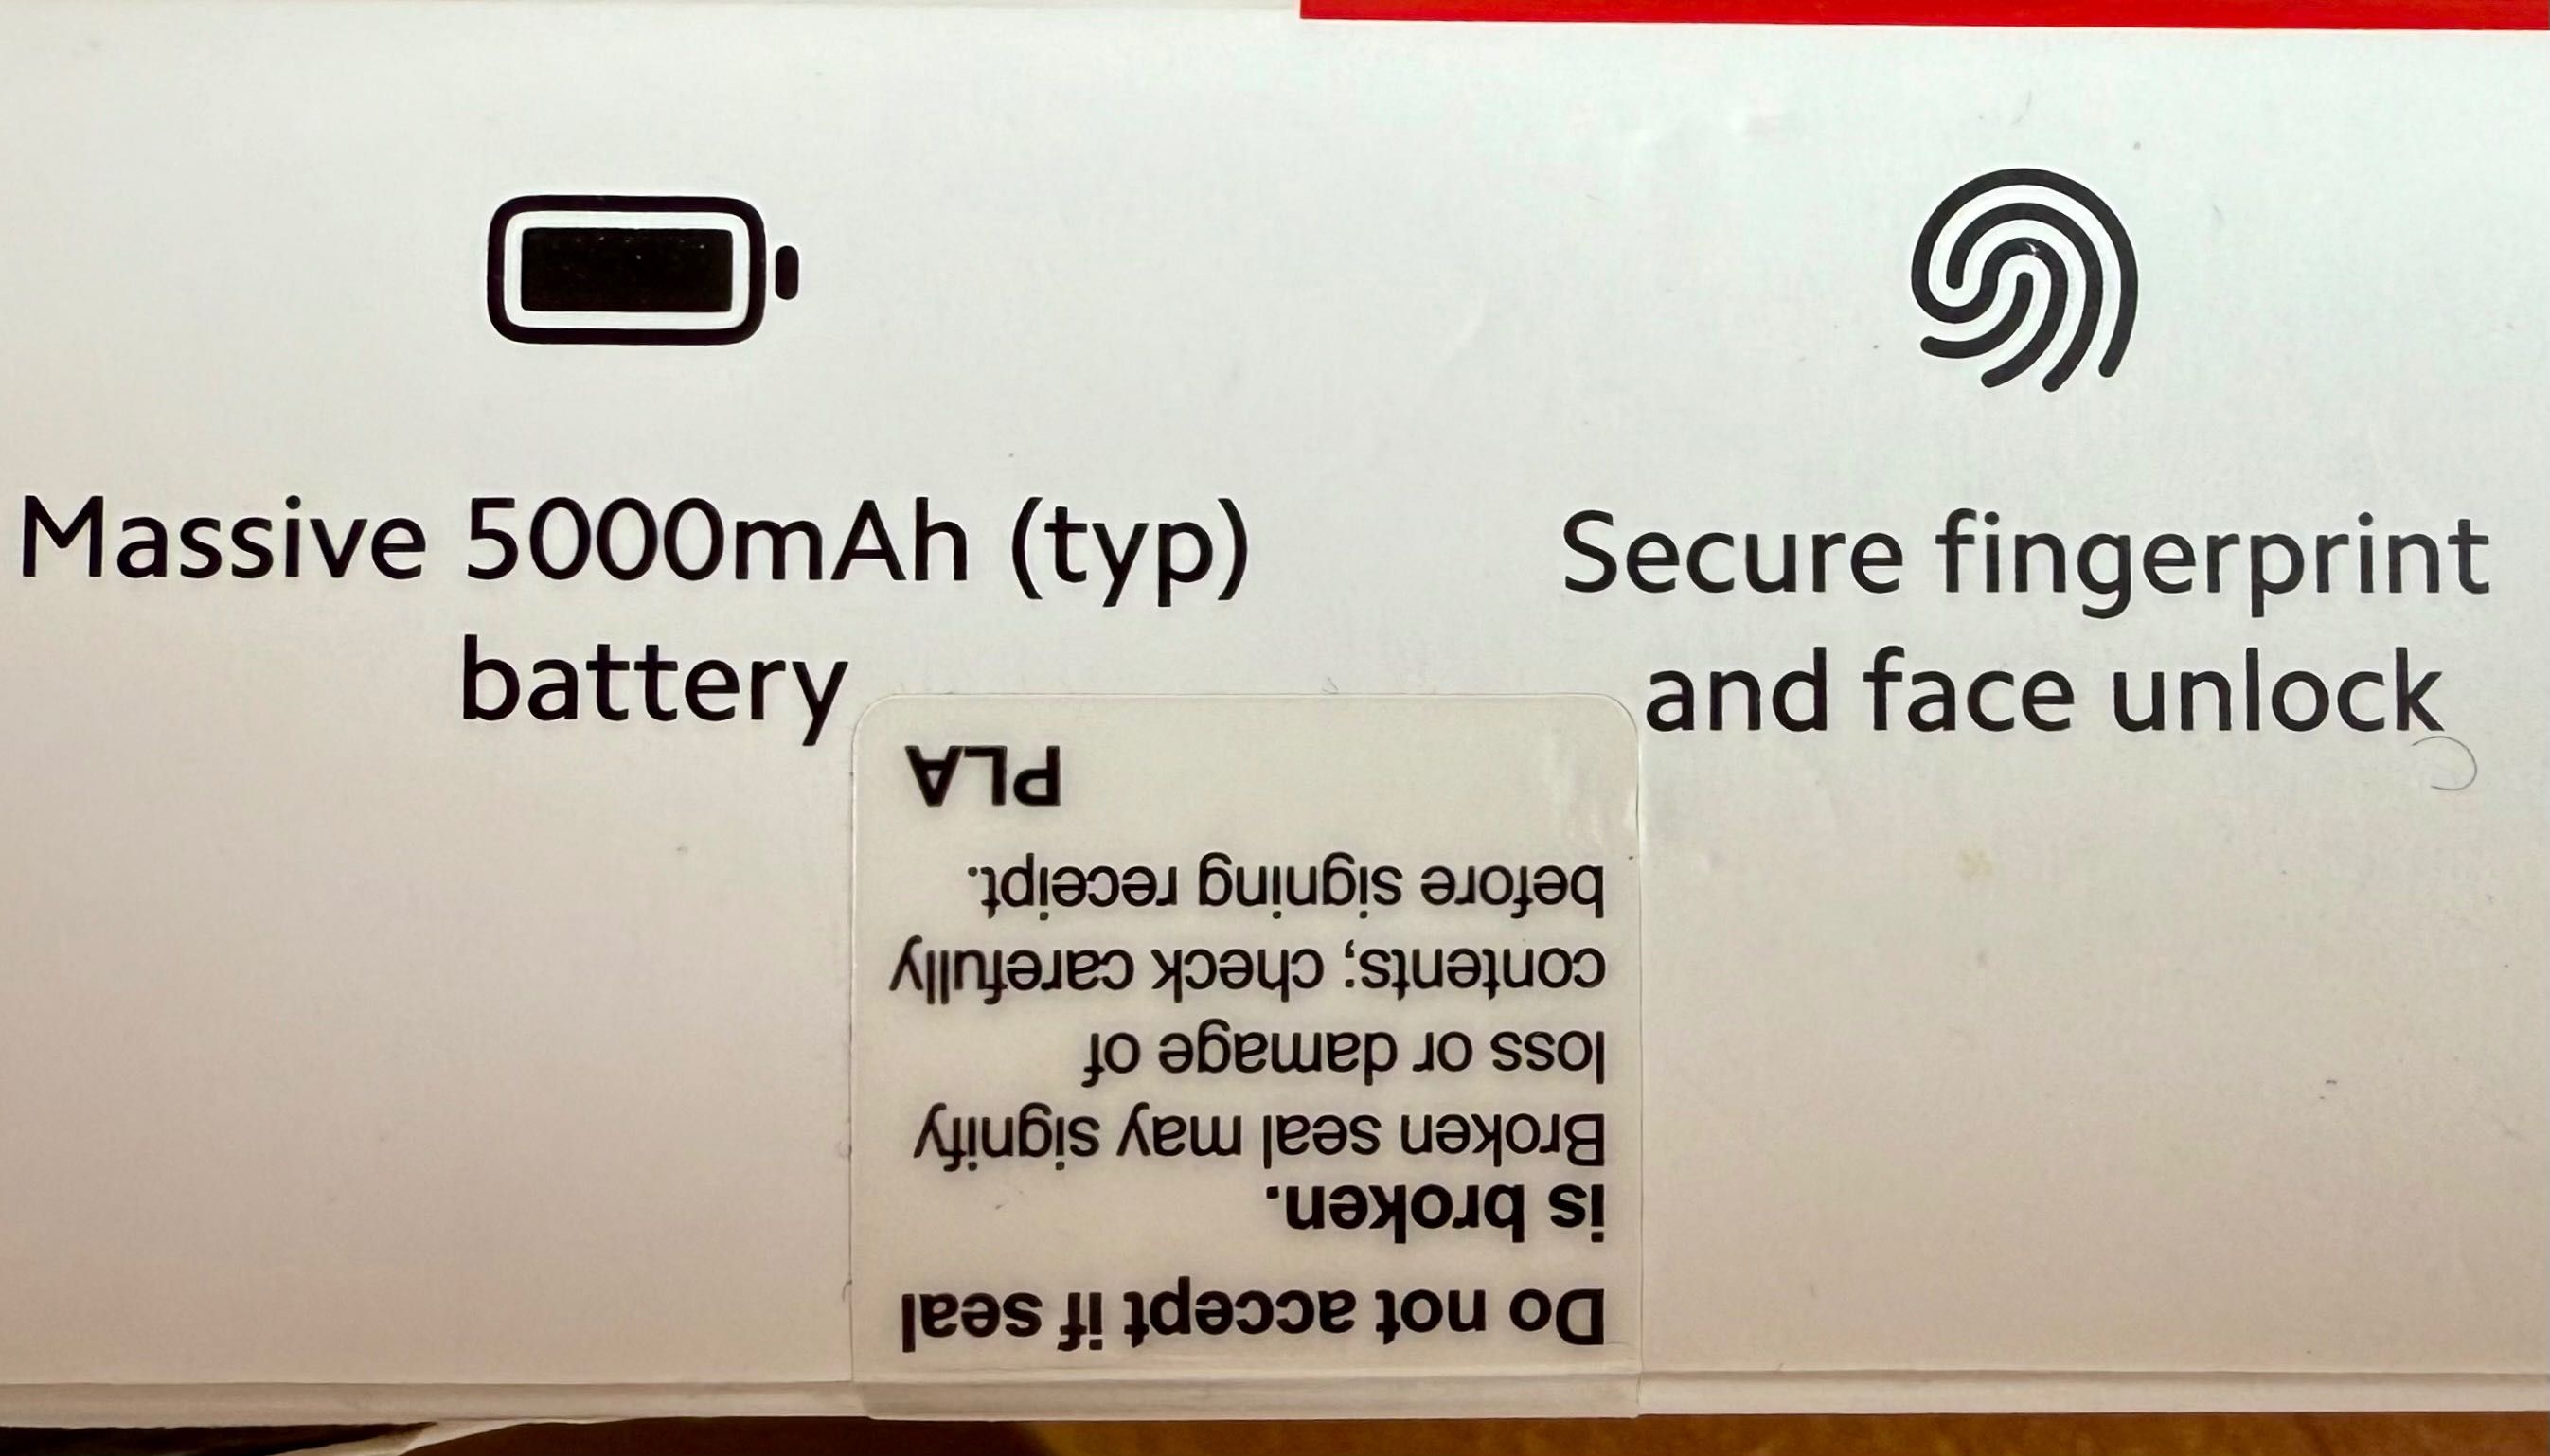 Massive 5000mAh (typ)
battery
Secure fingerprint
and face unlock
Do not accept if seal
is broken.
Broken seal may signify
loss or damage of
contents; check carefully
before signing receipt.
PLA